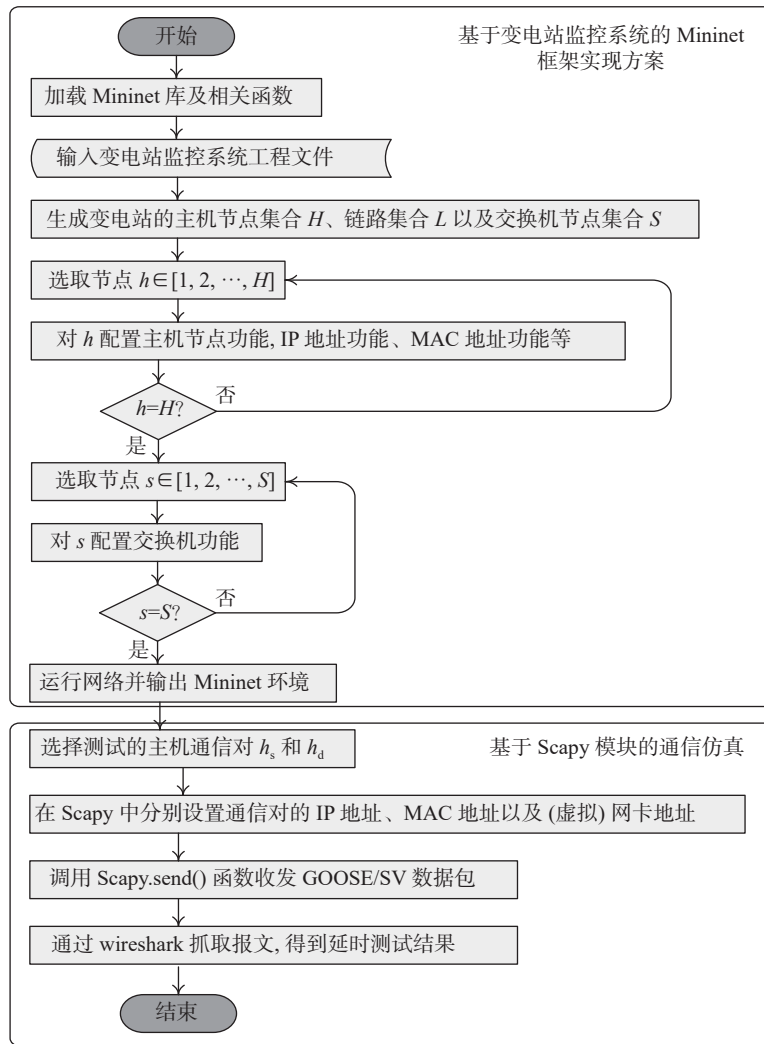 开始
基于变电站监控系统的 Mininet
框架实现方案
加载 Mininet 库及相关函数
输入变电站监控系统工程文件
生成变电站的主机节点集合 H、链路集合 L 以及交换机节点集合 S
选取节点 h∈[1, 2, ⋯, H]
对 h 配置主机节点功能, IP 地址功能、MAC 地址功能等
h=H?
否
是
选取节点 s∈[1, 2, ⋯, S]
对 s 配置交换机功能
s=S?
否
是
运行网络并输出 Mininet 环境
选择测试的主机通信对 hs 和 hd
基于 Scapy 模块的通信仿真
在 Scapy 中分别设置通信对的 IP 地址、MAC 地址以及 (虚拟) 网卡地址
调用 Scapy.send() 函数收发 GOOSE/SV 数据包
通过 wireshark 抓取报文, 得到延时测试结果
结束